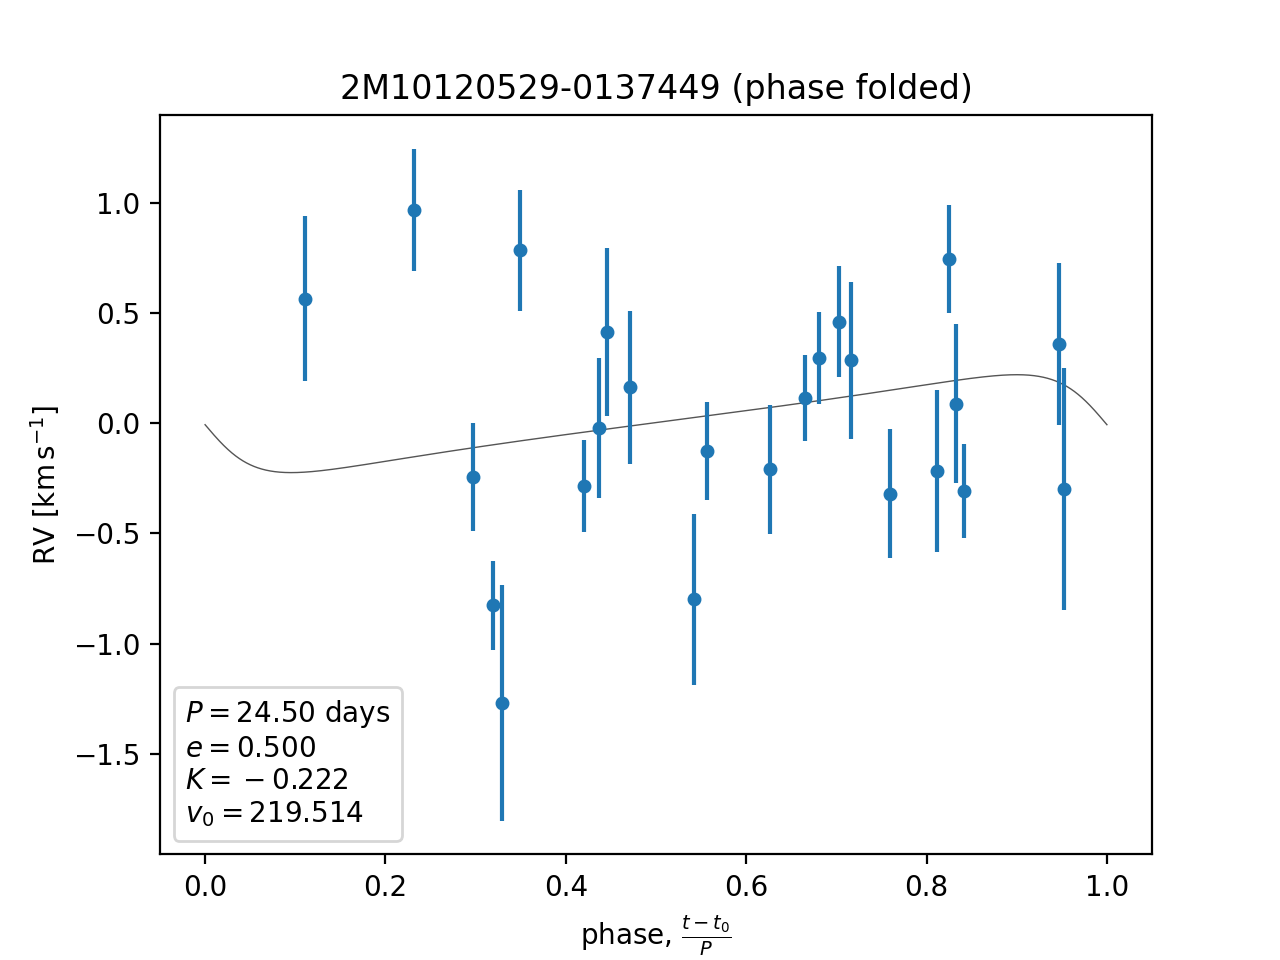 2M10120529-0137449 (phase folded)
RV [km s⁻¹]
1.0
0.5
0.0
−0.5
−1.0
−1.5
P = 24.50 days
e = 0.500
K = −0.222
v₀ = 219.514
0.0 0.2 0.4 0.6 0.8 1.0
phase, t − t₀ / P